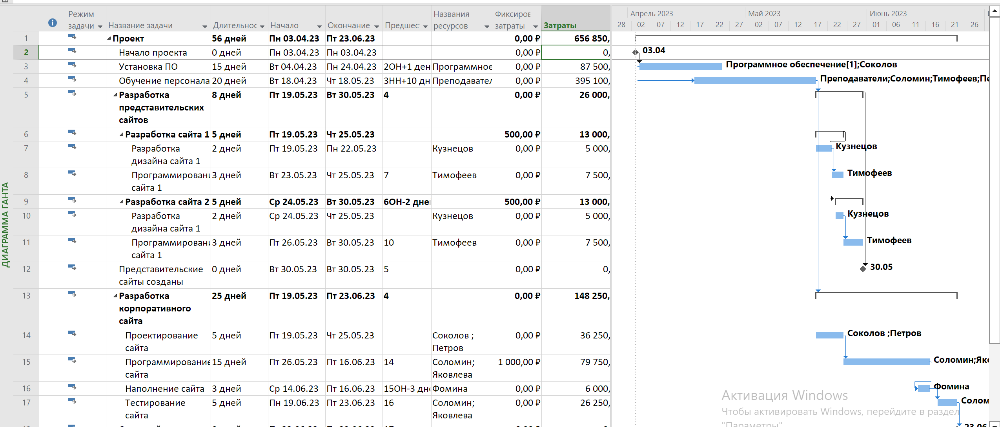 Режим задачи
Название задачи
Длительнос
Начало
Окончание
Предшес
Названия ресурсов
Фиксиров затраты
Затраты
Апрель 2023 Май 2023 Июнь 2023
28 02 07 12 17 22 27 02 07 12 17 22 27 01 06 11 16 21 26
1 Проект 56 дней Пн 03.04.23 Пт 23.06.23 0,00 ₽ 656 850,
2 Начало проекта 0 дней Пн 03.04.23 Пн 03.04.23 0,00 ₽ 0, 03.04
3 Установка ПО 15 дней Вт 04.04.23 Пн 24.04.23 2ОН+1 ден Программное 0,00 ₽ 87 500, Программное обеспечение[1];Соколов
4 Обучение персонала 20 дней Вт 18.04.23 Чт 18.05.23 3НН+10 дн Преподавател 0,00 ₽ 395 100, Преподаватели;Соломин;Тимофеев;Пе
5 Разработка представительских сайтов 8 дней Пт 19.05.23 Вт 30.05.23 4 0,00 ₽ 26 000,
6 Разработка сайта 1 5 дней Пт 19.05.23 Чт 25.05.23 500,00 ₽ 13 000,
7 Разработка дизайна сайта 1 2 дней Пт 19.05.23 Пн 22.05.23 Кузнецов 0,00 ₽ 5 000, Кузнецов
8 Программировани сайта 1 3 дней Вт 23.05.23 Чт 25.05.23 7 Тимофеев 0,00 ₽ 7 500, Тимофеев
9 Разработка сайта 2 5 дней Ср 24.05.23 Вт 30.05.23 6ОН-2 дней 500,00 ₽ 13 000,
10 Разработка дизайна сайта 1 2 дней Ср 24.05.23 Чт 25.05.23 Кузнецов 0,00 ₽ 5 000, Кузнецов
11 Программировани сайта 1 3 дней Пт 26.05.23 Вт 30.05.23 10 Тимофеев 0,00 ₽ 7 500, Тимофеев
12 Представительские сайты созданы 0 дней Вт 30.05.23 Вт 30.05.23 5 0,00 ₽ 0, 30.05
13 Разработка корпоративного сайта 25 дней Пт 19.05.23 Пт 23.06.23 4 0,00 ₽ 148 250,
14 Проектирование сайта 5 дней Пт 19.05.23 Чт 25.05.23 Соколов ; Петров 0,00 ₽ 36 250, Соколов ;Петров
15 Программирование сайта 15 дней Пт 26.05.23 Пт 16.06.23 14 Соломин; Яковлева 1 000,00 ₽ 79 750, Соломин;Яко
16 Наполнение сайта 3 дней Ср 14.06.23 Пт 16.06.23 15ОН-3 дне Фомина 0,00 ₽ 6 000, Фомина
17 Тестирование сайта 5 дней Пн 19.06.23 Пт 23.06.23 16 Соломин; Яковлева 0,00 ₽ 26 250, Солом
23.06
ДИАГРАММА ГАНТА
Активация Windows
Чтобы активировать Windows, перейдите в раздел
"Параметры"